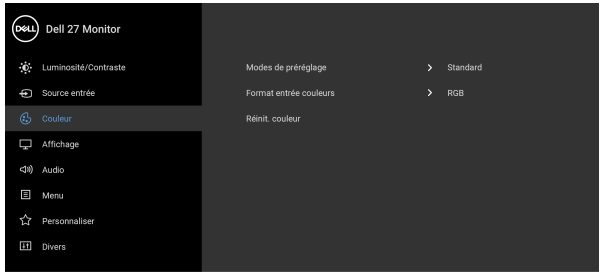 DELL Dell 27 Monitor
Luminosité/Contraste
Modes de préréglage Standard
Source entrée
Format entrée couleurs RGB
Couleur
Réinit. couleur
Affichage
Audio
Menu
Personnaliser
Divers